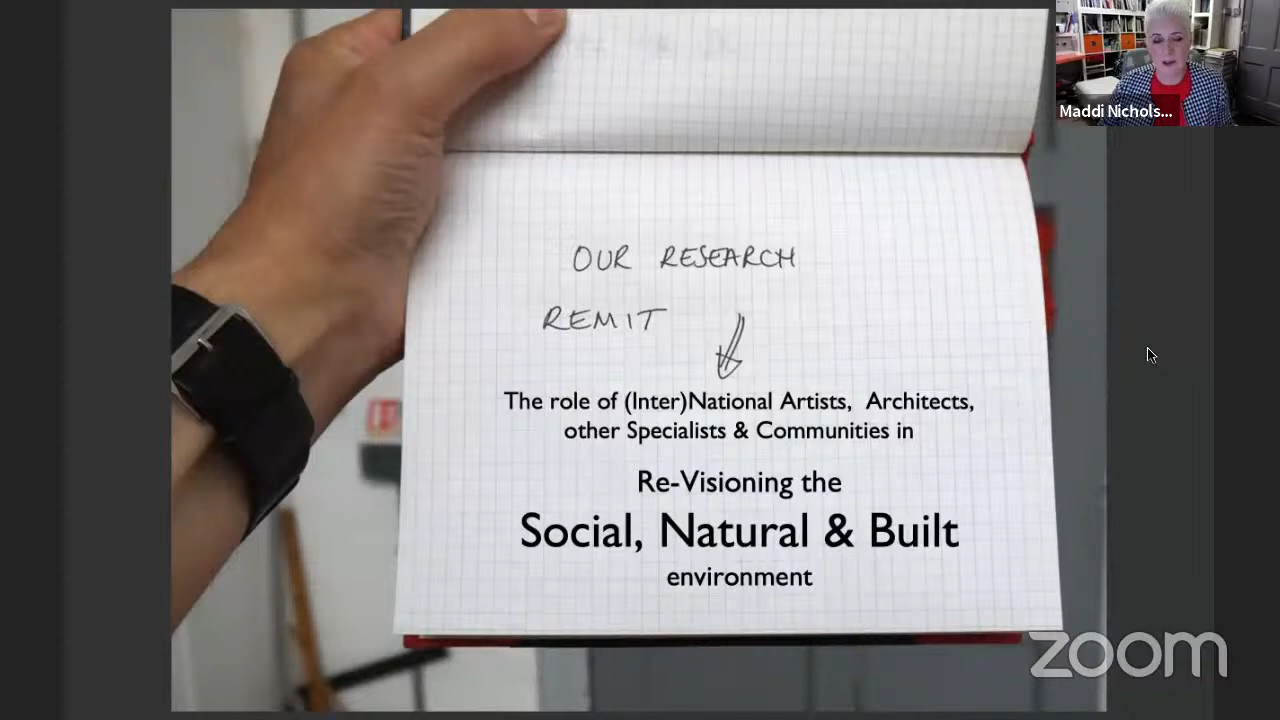 Maddi Nichols...
OUR RESEARCH
REMIT
The role of (Inter)National Artists, Architects,
other Specialists & Communities in
Re-Visioning the
Social, Natural & Built
environment
zoom